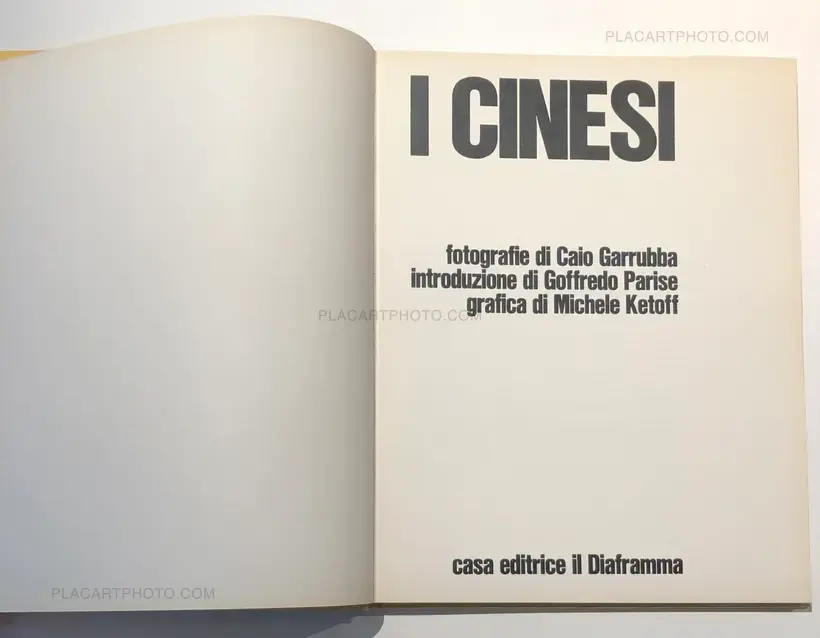 PLACARTPHOTO.COM
I CINESI
fotografie di Caio Garrubba
introduzione di Goffredo Parise
grafica di Michele Ketoff
PLACARTPHOTO.COM
casa editrice il Diaframma
PLACARTPHOTO.COM